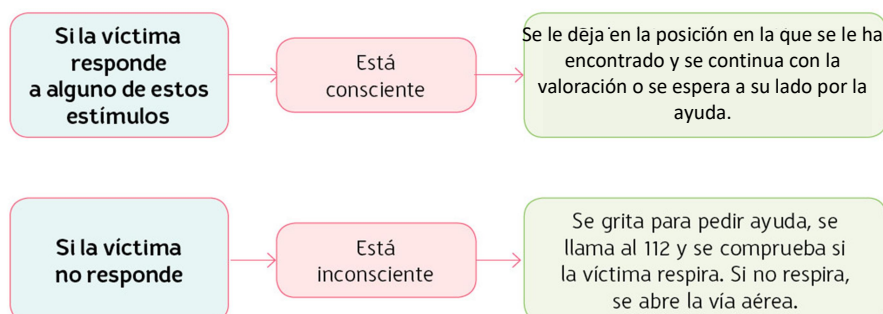 Si la víctima
responde
a alguno de estos
estímulos
Está
consciente
Se le deja en la posición en la que se le ha
encontrado y se continua con la
valoración o se espera a su lado por la
ayuda.
Si la víctima
no responde
Está
inconsciente
Se grita para pedir ayuda, se
llama al 112 y se comprueba si
la víctima respira. Si no respira,
se abre la vía aérea.